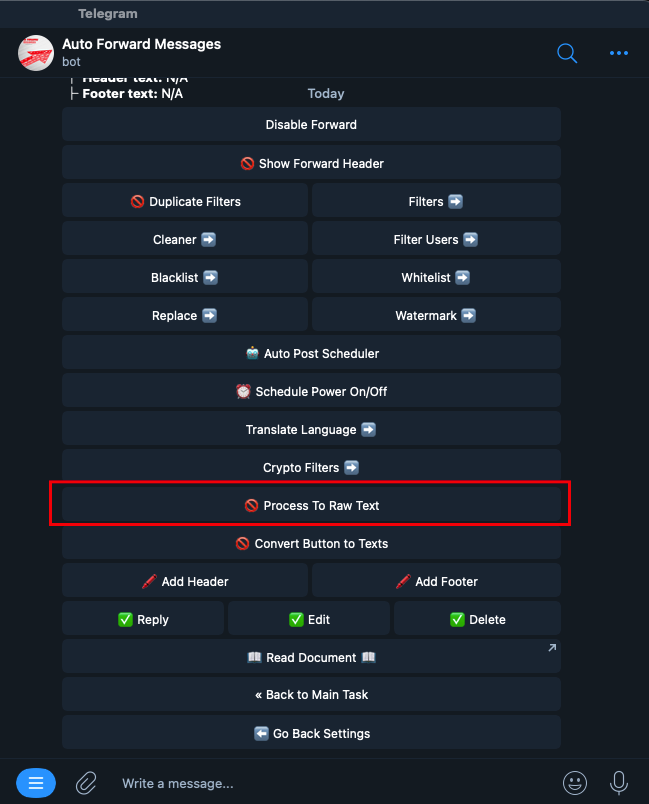 Telegram
Auto Forward Messages
bot
Header text: N/A
Footer text: N/A
Today
Disable Forward
🚫 Show Forward Header
🚫 Duplicate Filters
Filters ➡️
Cleaner ➡️
Filter Users ➡️
Blacklist ➡️
Whitelist ➡️
Replace ➡️
Watermark ➡️
🤖 Auto Post Scheduler
⏰ Schedule Power On/Off
Translate Language ➡️
Crypto Filters ➡️
🚫 Process To Raw Text
🚫 Convert Button to Texts
🖍 Add Header
🖍 Add Footer
✅ Reply
✅ Edit
✅ Delete
📖 Read Document 📖
« Back to Main Task
⬅️ Go Back Settings
Write a message...